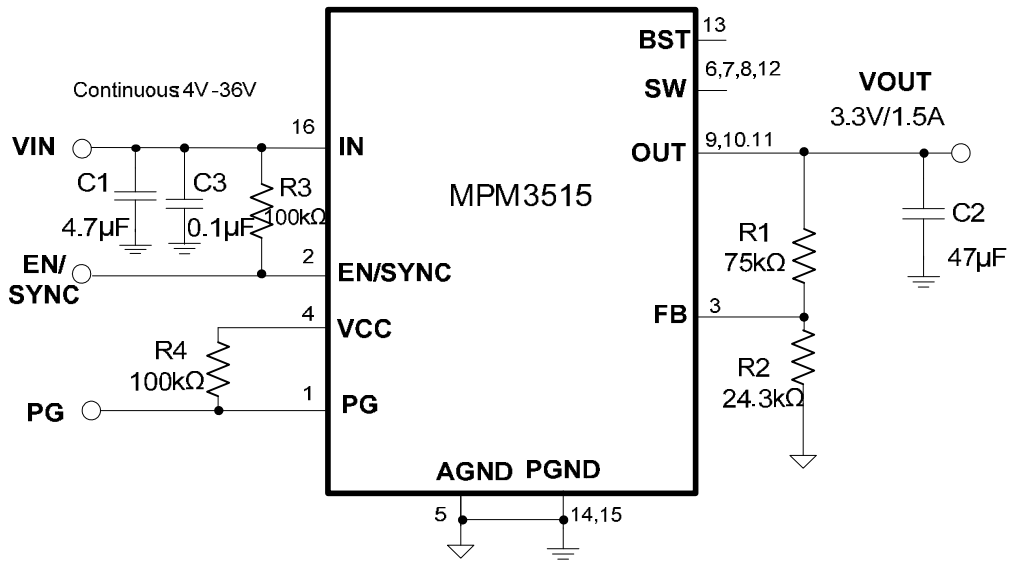 Continuous:4V-36V
VIN
16
IN
C1
4.7µF
C3
0.1µF
R3
100kΩ
EN/
SYNC
2
EN/SYNC
4
VCC
R4
100kΩ
PG
1
PG
MPM3515
BST
13
SW
6,7,8,12
OUT
9,10.11
VOUT
3.3V/1.5A
R1
75kΩ
C2
47µF
FB
3
R2
24.3kΩ
AGND
PGND
5
14,15